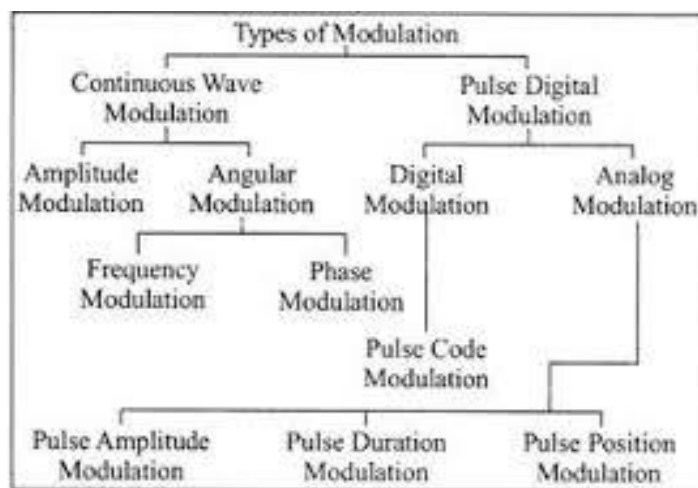 Types of Modulation
Continuous Wave
Modulation
Pulse Digital
Modulation
Amplitude
Modulation
Angular
Modulation
Digital
Modulation
Analog
Modulation
Frequency
Modulation
Phase
Modulation
Pulse Code
Modulation
Pulse Amplitude
Modulation
Pulse Duration
Modulation
Pulse Position
Modulation